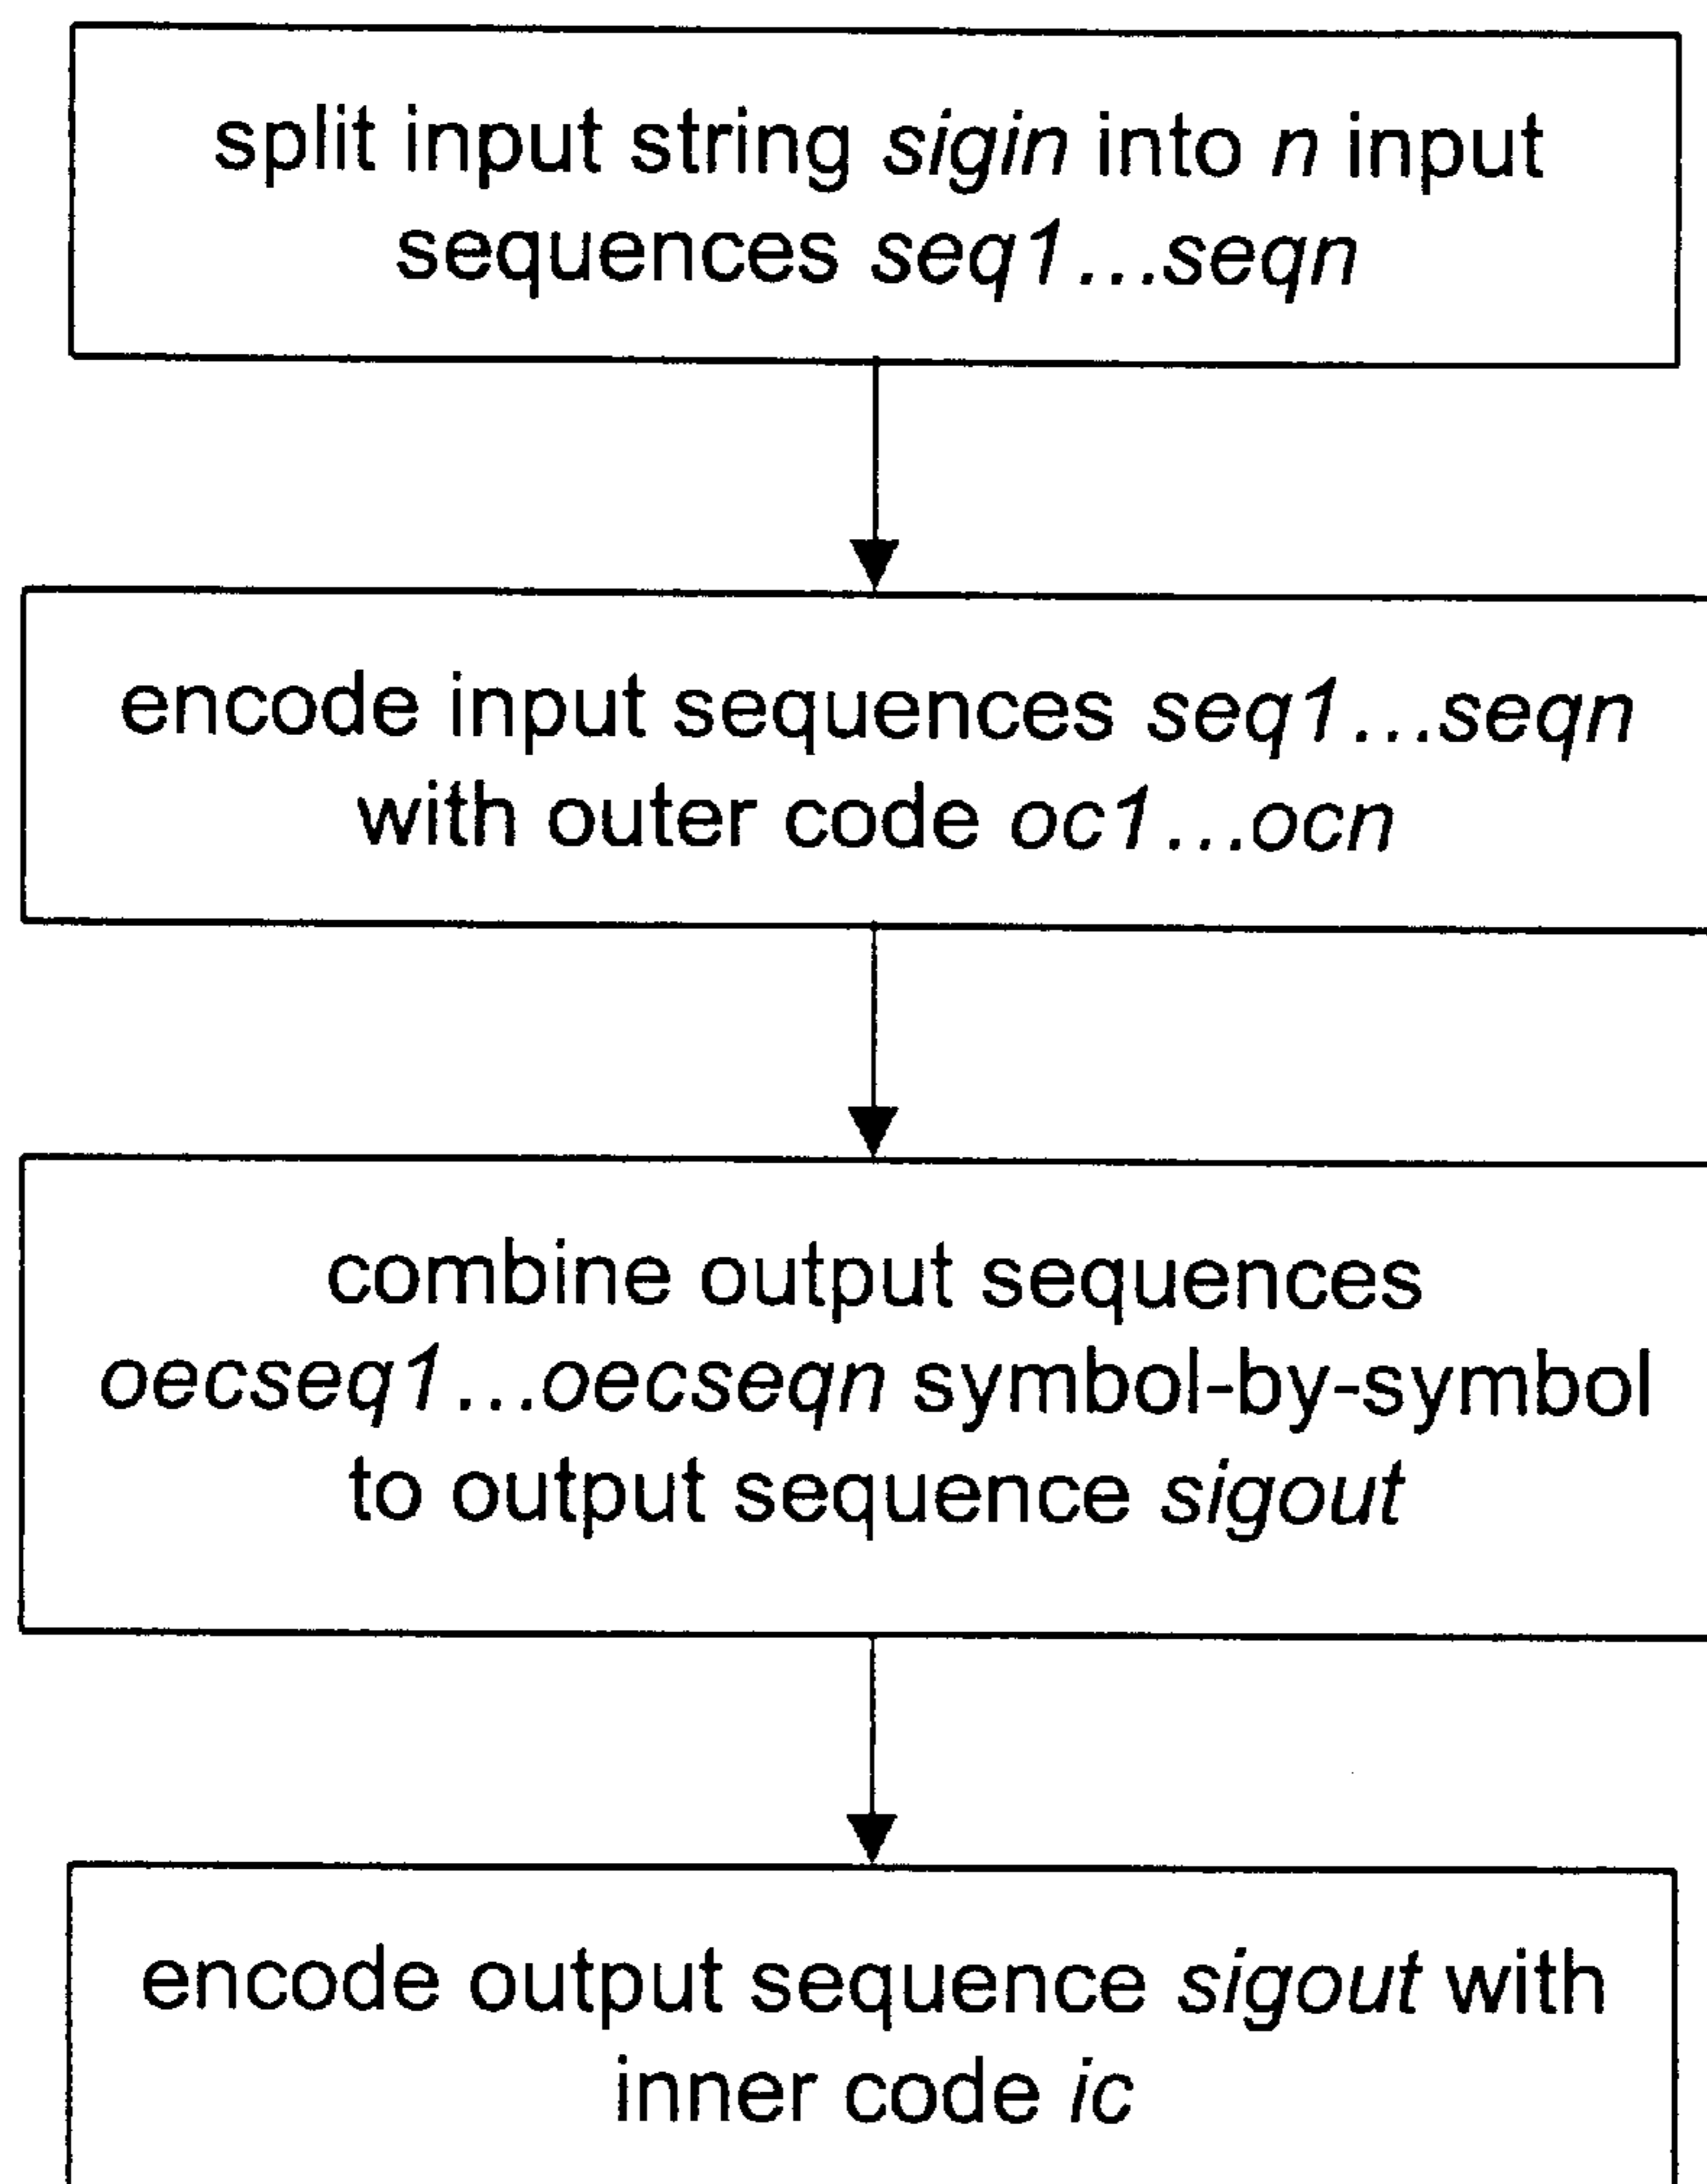 split input string sigin into n input
sequences seq1...seqn
encode input sequences seq1...seqn
with outer code oc1...ocn
combine output sequences
oecseq1...oecseqn symbol-by-symbol
to output sequence sigout
encode output sequence sigout with
inner code ic